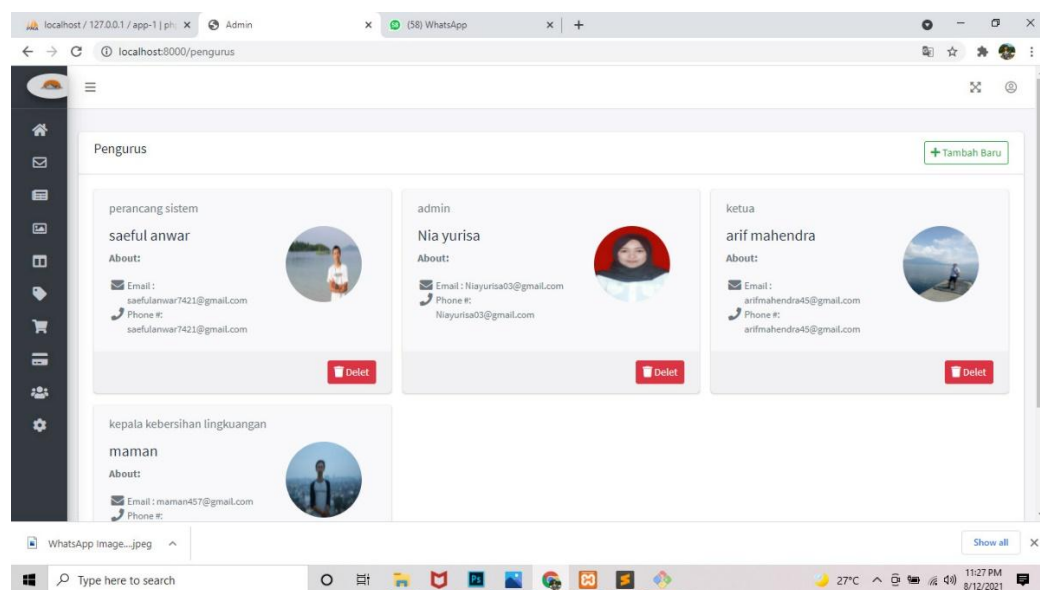 localhost / 127.0.0.1 / app-1 | ph
Admin
(58) WhatsApp
localhost:8000/pengurus
Pengurus
Tambah Baru
perancang sistem
saeful anwar
About:
Email :
saefulanwar7421@gmail.com
Phone #:
saefulanwar7421@gmail.com
Delet
admin
Nia yurisa
About:
Email : Niayurisa03@gmail.com
Phone #:
Niayurisa03@gmail.com
Delet
ketua
arif mahendra
About:
Email :
arifmahendra45@gmail.com
Phone #:
arifmahendra45@gmail.com
Delet
kepala kebersihan lingkuangan
maman
About:
Email : maman457@gmail.com
Phone #:
WhatsApp Image....jpeg
Show all
Type here to search
27°C
11:27 PM
8/12/2021